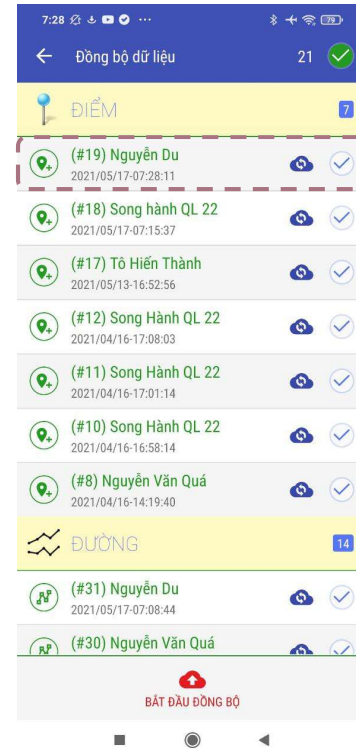 7:28
79
Đồng bộ dữ liệu
21
ĐIỂM
7
(#19) Nguyễn Du
2021/05/17-07:28:11
(#18) Song hành QL 22
2021/05/17-07:15:37
(#17) Tô Hiến Thành
2021/05/13-16:52:56
(#12) Song Hành QL 22
2021/04/16-17:08:03
(#11) Song Hành QL 22
2021/04/16-17:01:14
(#10) Song Hành QL 22
2021/04/16-16:58:14
(#8) Nguyễn Văn Quá
2021/04/16-14:19:40
ĐƯỜNG
14
(#31) Nguyễn Du
2021/05/17-07:08:44
(#30) Nguyễn Văn Quá
BẮT ĐẦU ĐỒNG BỘ